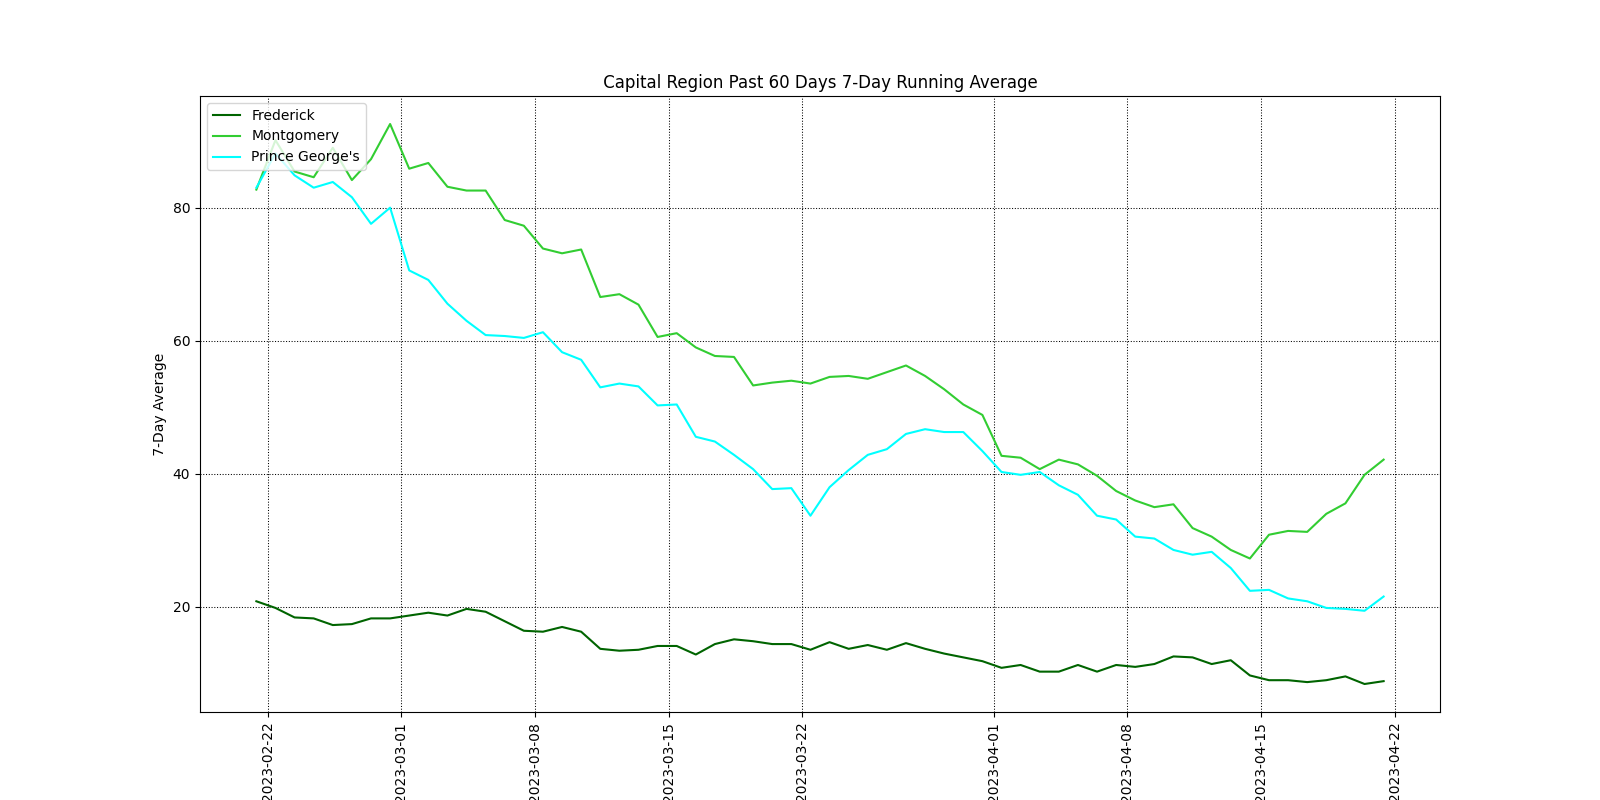 Capital Region Past 60 Days 7-Day Running Average
Frederick
Montgomery
Prince George's
7-Day Average
80
60
40
20
2023-02-22
2023-03-01
2023-03-08
2023-03-15
2023-03-22
2023-04-01
2023-04-08
2023-04-15
2023-04-22